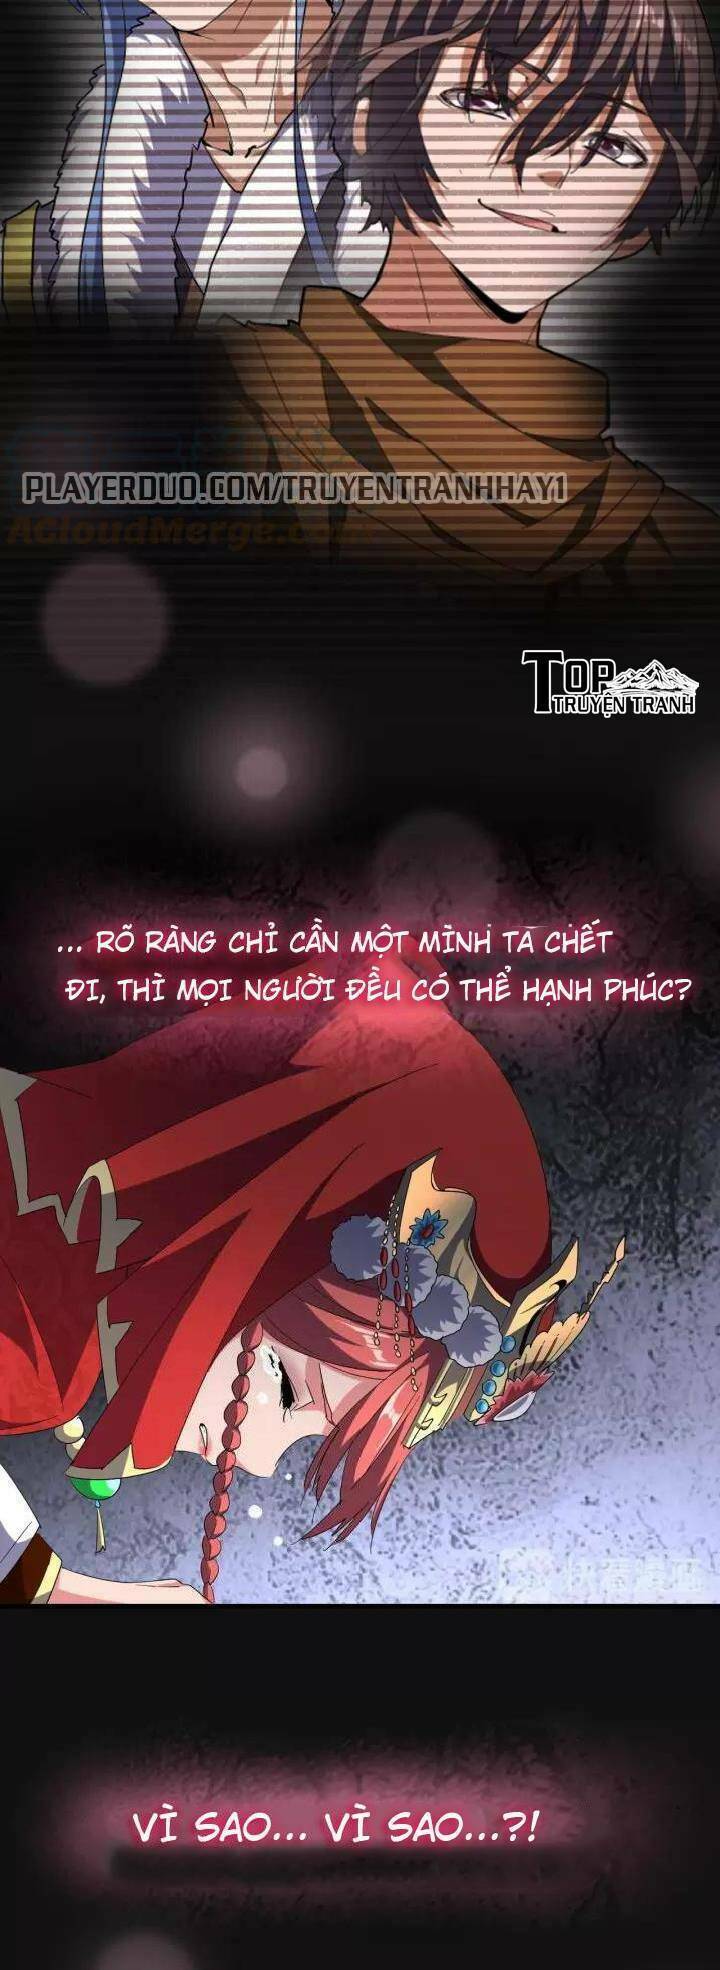 PLAYERDUO.COM/TRUYENTRANHHAY1
ACloudMerge.com
TOP
TRUYỆN TRANH
... RÕ RÀNG CHỈ CẦN MỘT MÌNH TA CHẾT
ĐI, THÌ MỌI NGƯỜI ĐỀU CÓ THỂ HẠNH PHÚC?
VÌ SAO... VÌ SAO...?!